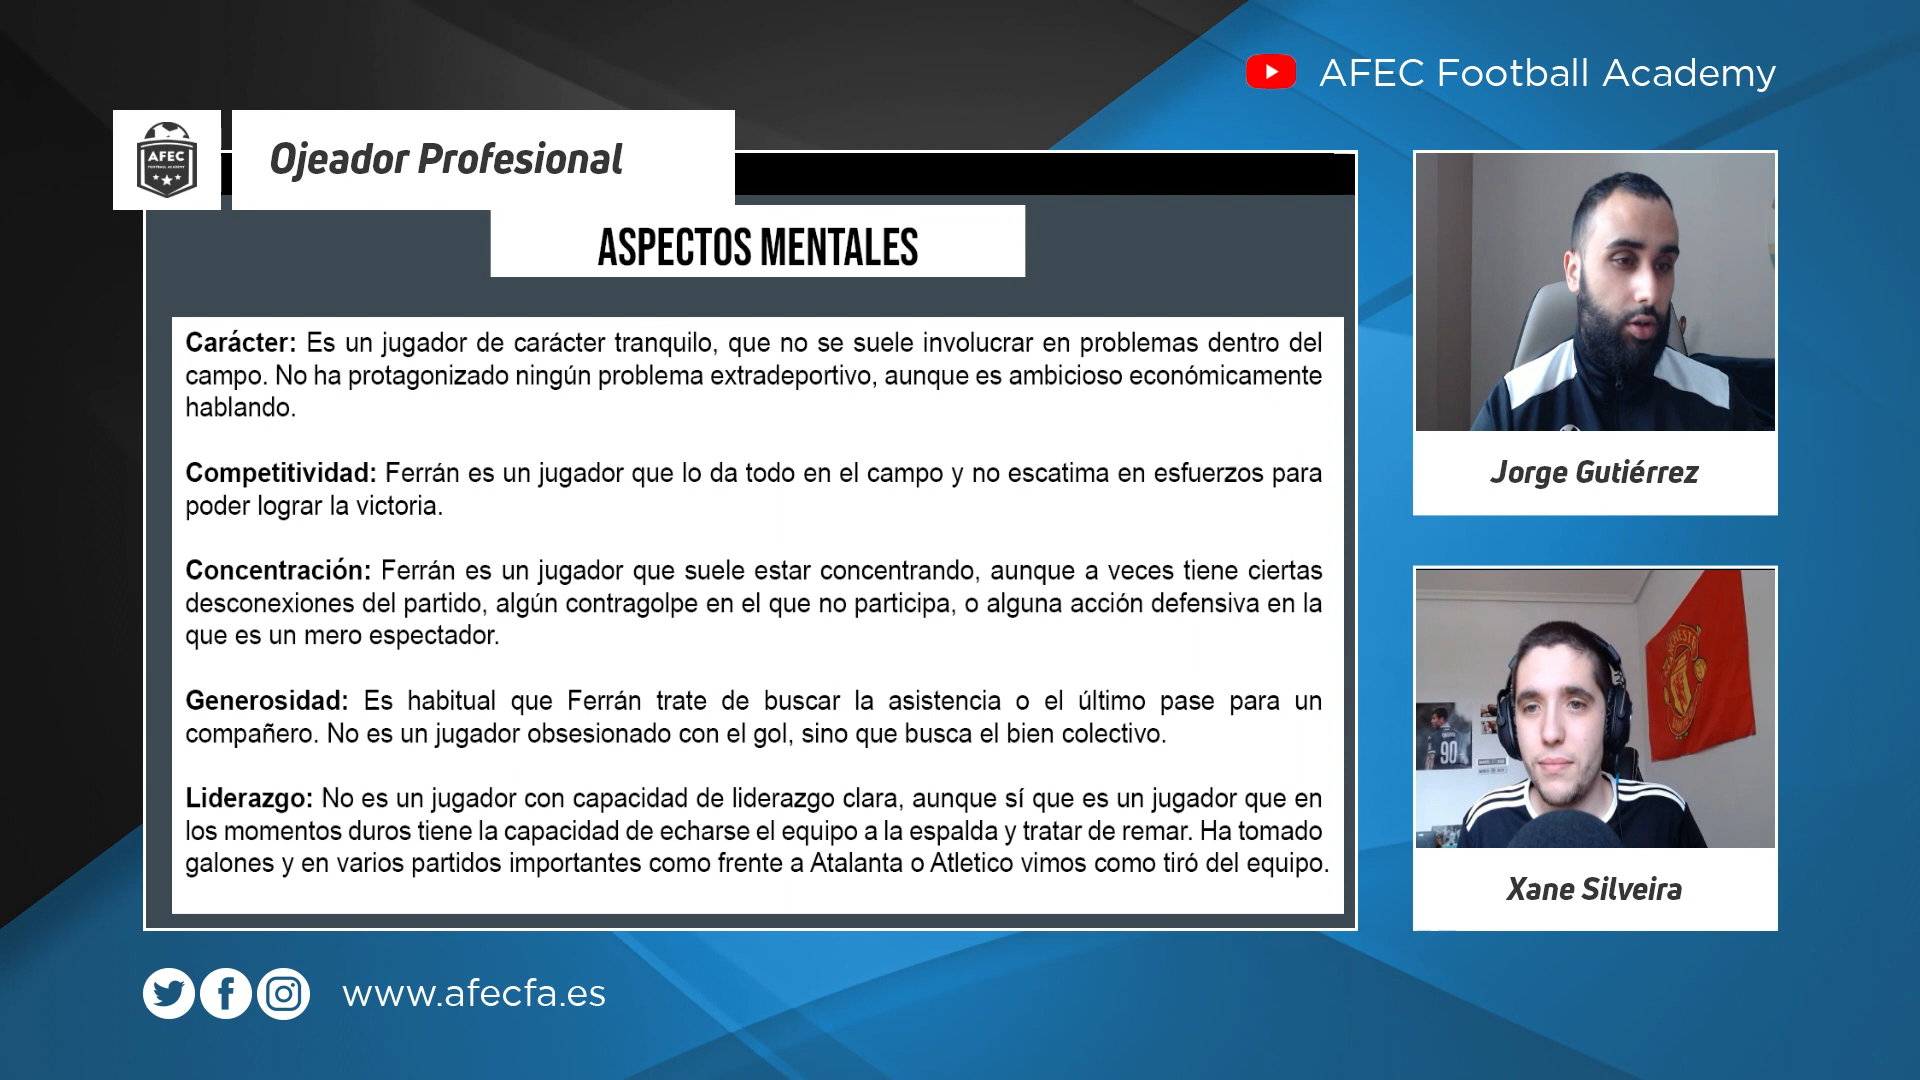 AFEC Football Academy
AFEC
FOOTBALL ACADEMY
Ojeador Profesional
ASPECTOS MENTALES
Carácter: Es un jugador de carácter tranquilo, que no se suele involucrar en problemas dentro del
campo. No ha protagonizado ningún problema extradeportivo, aunque es ambicioso económicamente
hablando.
Competitividad: Ferrán es un jugador que lo da todo en el campo y no escatima en esfuerzos para
poder lograr la victoria.
Concentración: Ferrán es un jugador que suele estar concentrando, aunque a veces tiene ciertas
desconexiones del partido, algún contragolpe en el que no participa, o alguna acción defensiva en la
que es un mero espectador.
Generosidad: Es habitual que Ferrán trate de buscar la asistencia o el último pase para un
compañero. No es un jugador obsesionado con el gol, sino que busca el bien colectivo.
Liderazgo: No es un jugador con capacidad de liderazgo clara, aunque sí que es un jugador que en
los momentos duros tiene la capacidad de echarse el equipo a la espalda y tratar de remar. Ha tomado
galones y en varios partidos importantes como frente a Atalanta o Atletico vimos como tiró del equipo.
Jorge Gutiérrez
90
Xane Silveira
www.afecfa.es